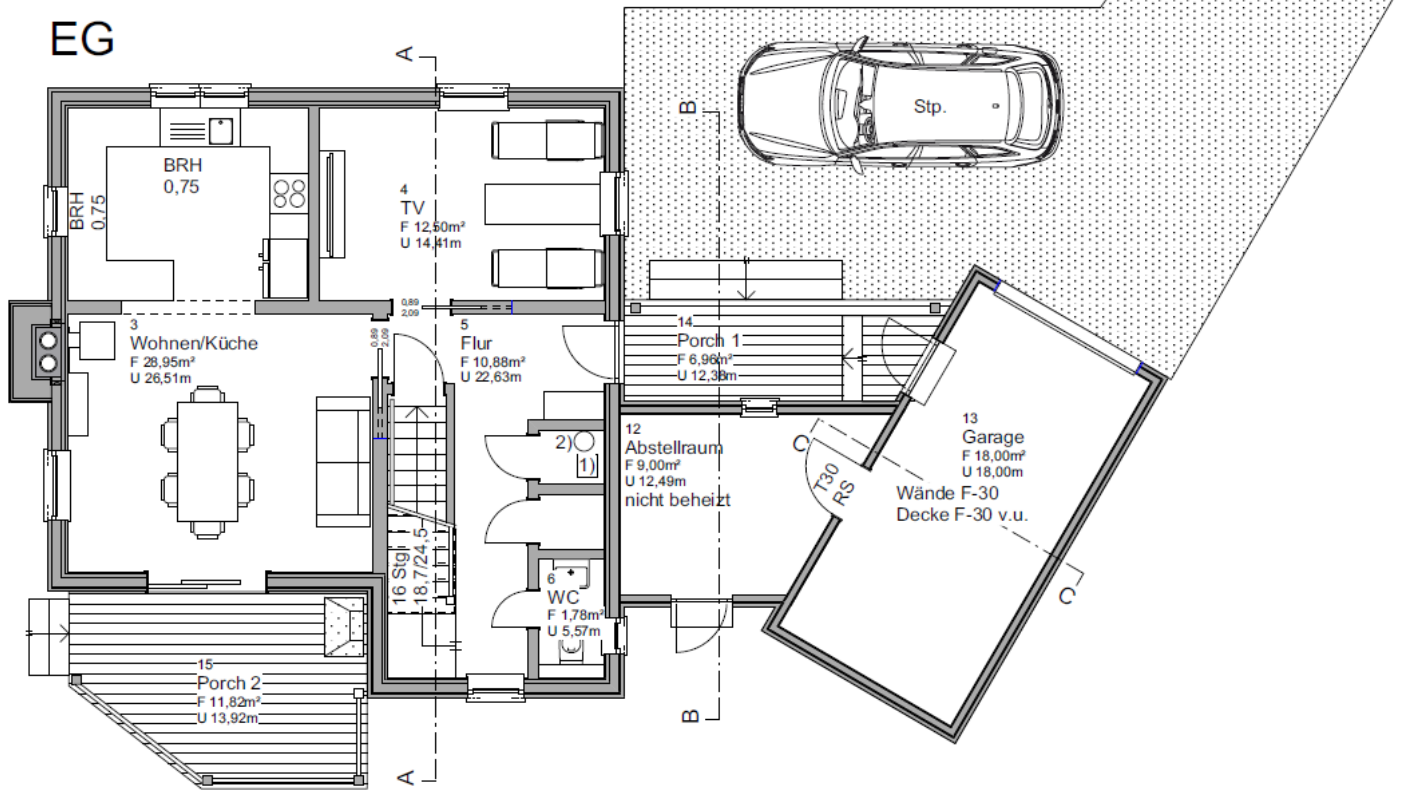 EG
A
B
Stp.
BRH
0,75
BRH
0,75
4
TV
F 12,50m²
U 14,41m
0,89
2,09
3
Wohnen/Küche
F 28,95m²
U 26,51m
0,89
2,09
5
Flur
F 10,88m²
U 22,63m
14
Porch 1
F 6,96m²
U 12,38m
12
Abstellraum
F 9,00m²
U 12,49m
nicht beheizt
13
Garage
F 18,00m²
U 18,00m
Wände F-30
Decke F-30 v.u.
C
T30
RS
2)
1)
16 Stg.
18,7/24,5
6
WC
F 1,78m²
U 5,57m
C
15
Porch 2
F 11,82m²
U 13,92m
B
A